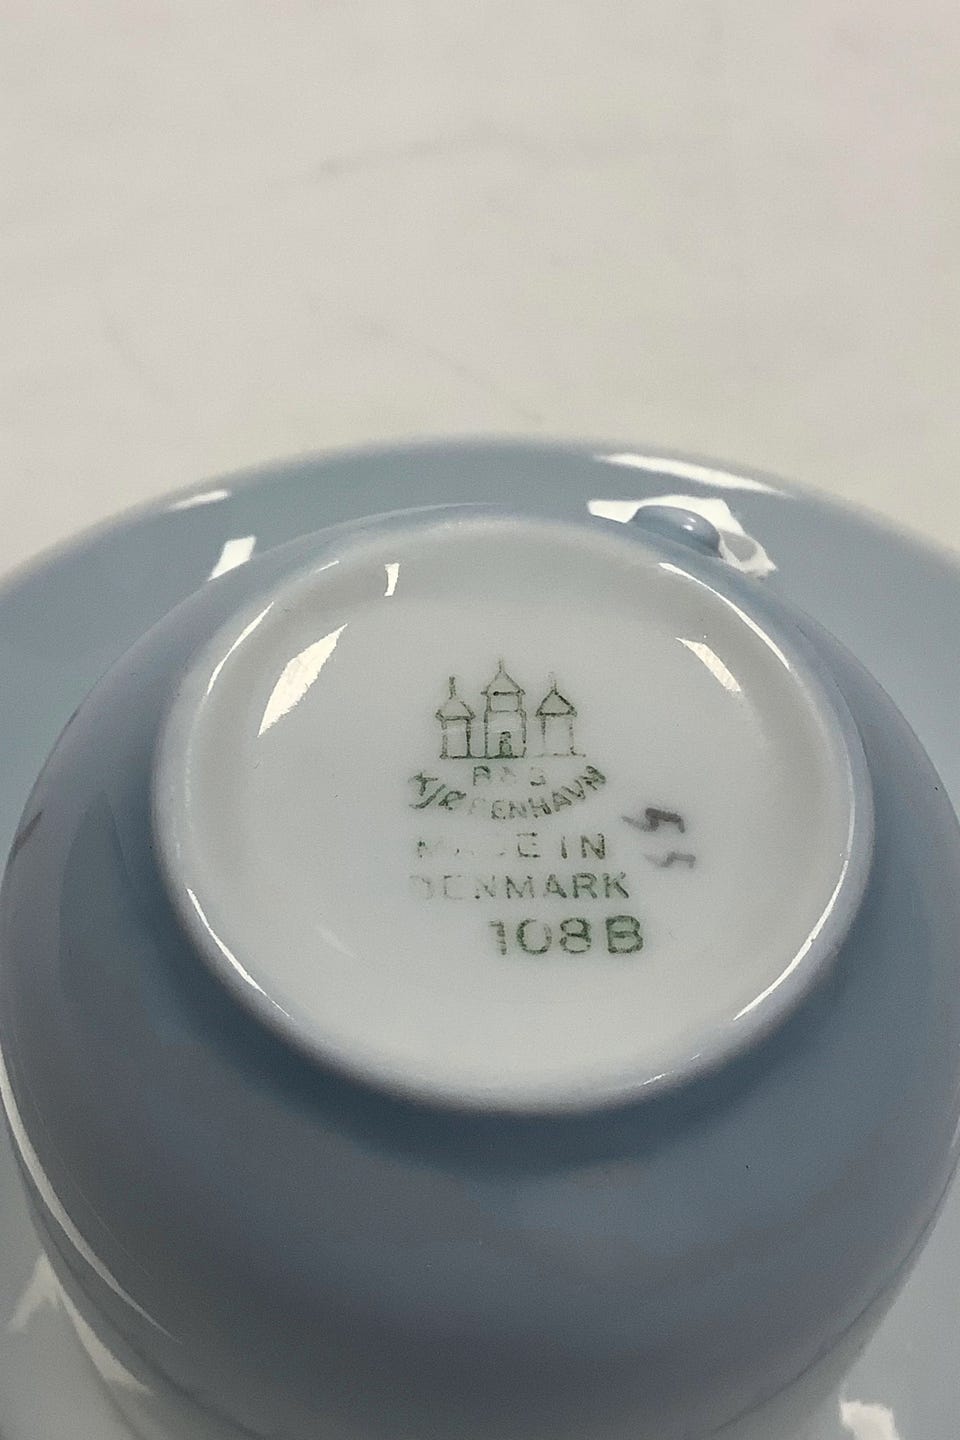 B&G
KJØBENHAVN
MADE IN
DENMARK
108B